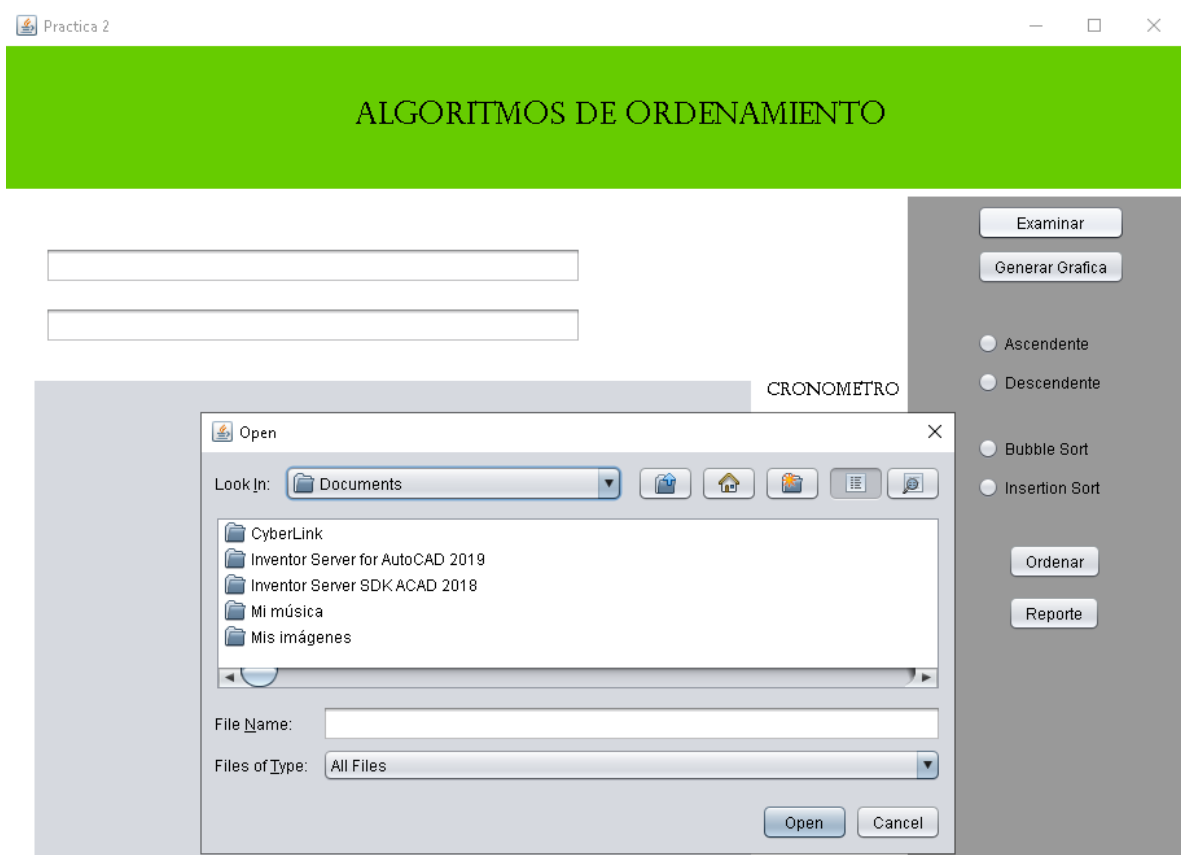 Practica 2
ALGORITMOS DE ORDENAMIENTO
Examinar
Generar Grafica
Ascendente
Descendente
CRONOMETRO
Bubble Sort
Insertion Sort
Ordenar
Reporte
Open
Look In: Documents
CyberLink
Inventor Server for AutoCAD 2019
Inventor Server SDK ACAD 2018
Mi música
Mis imágenes
File Name:
Files of Type: All Files
Open Cancel